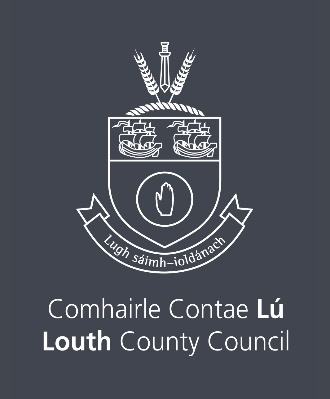 Lugh sáimh-ioldánach
Comhairle Contae Lú
Louth County Council